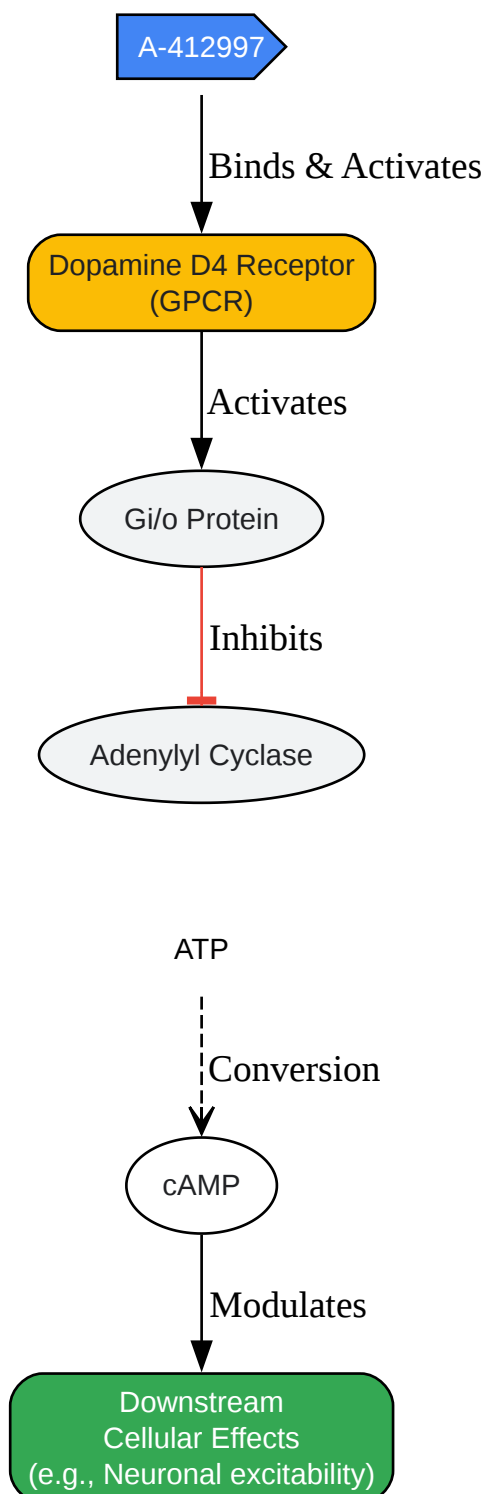 A-412997
Binds & Activates
Dopamine D4 Receptor
(GPCR)
Activates
Gi/o Protein
Inhibits
Adenylyl Cyclase
ATP
Conversion
cAMP
Modulates
Downstream
Cellular Effects
(e.g., Neuronal excitability)